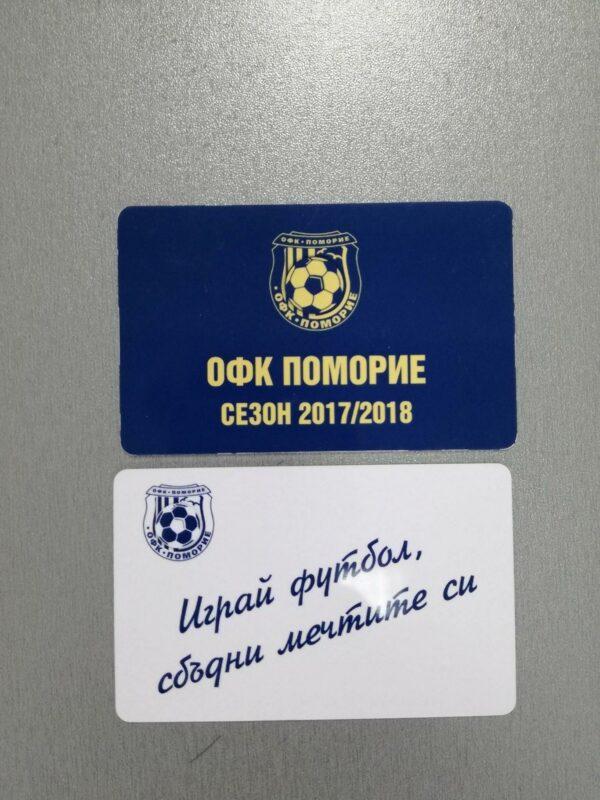 ОФК • ПОМОРИЕ
• ОФК • ПОМОРИЕ
ОФК ПОМОРИЕ
СЕЗОН 2017/2018
ОФК • ПОМОРИЕ
• ОФК • ПОМОРИЕ
Играй футбол,
сбъдни мечтите си